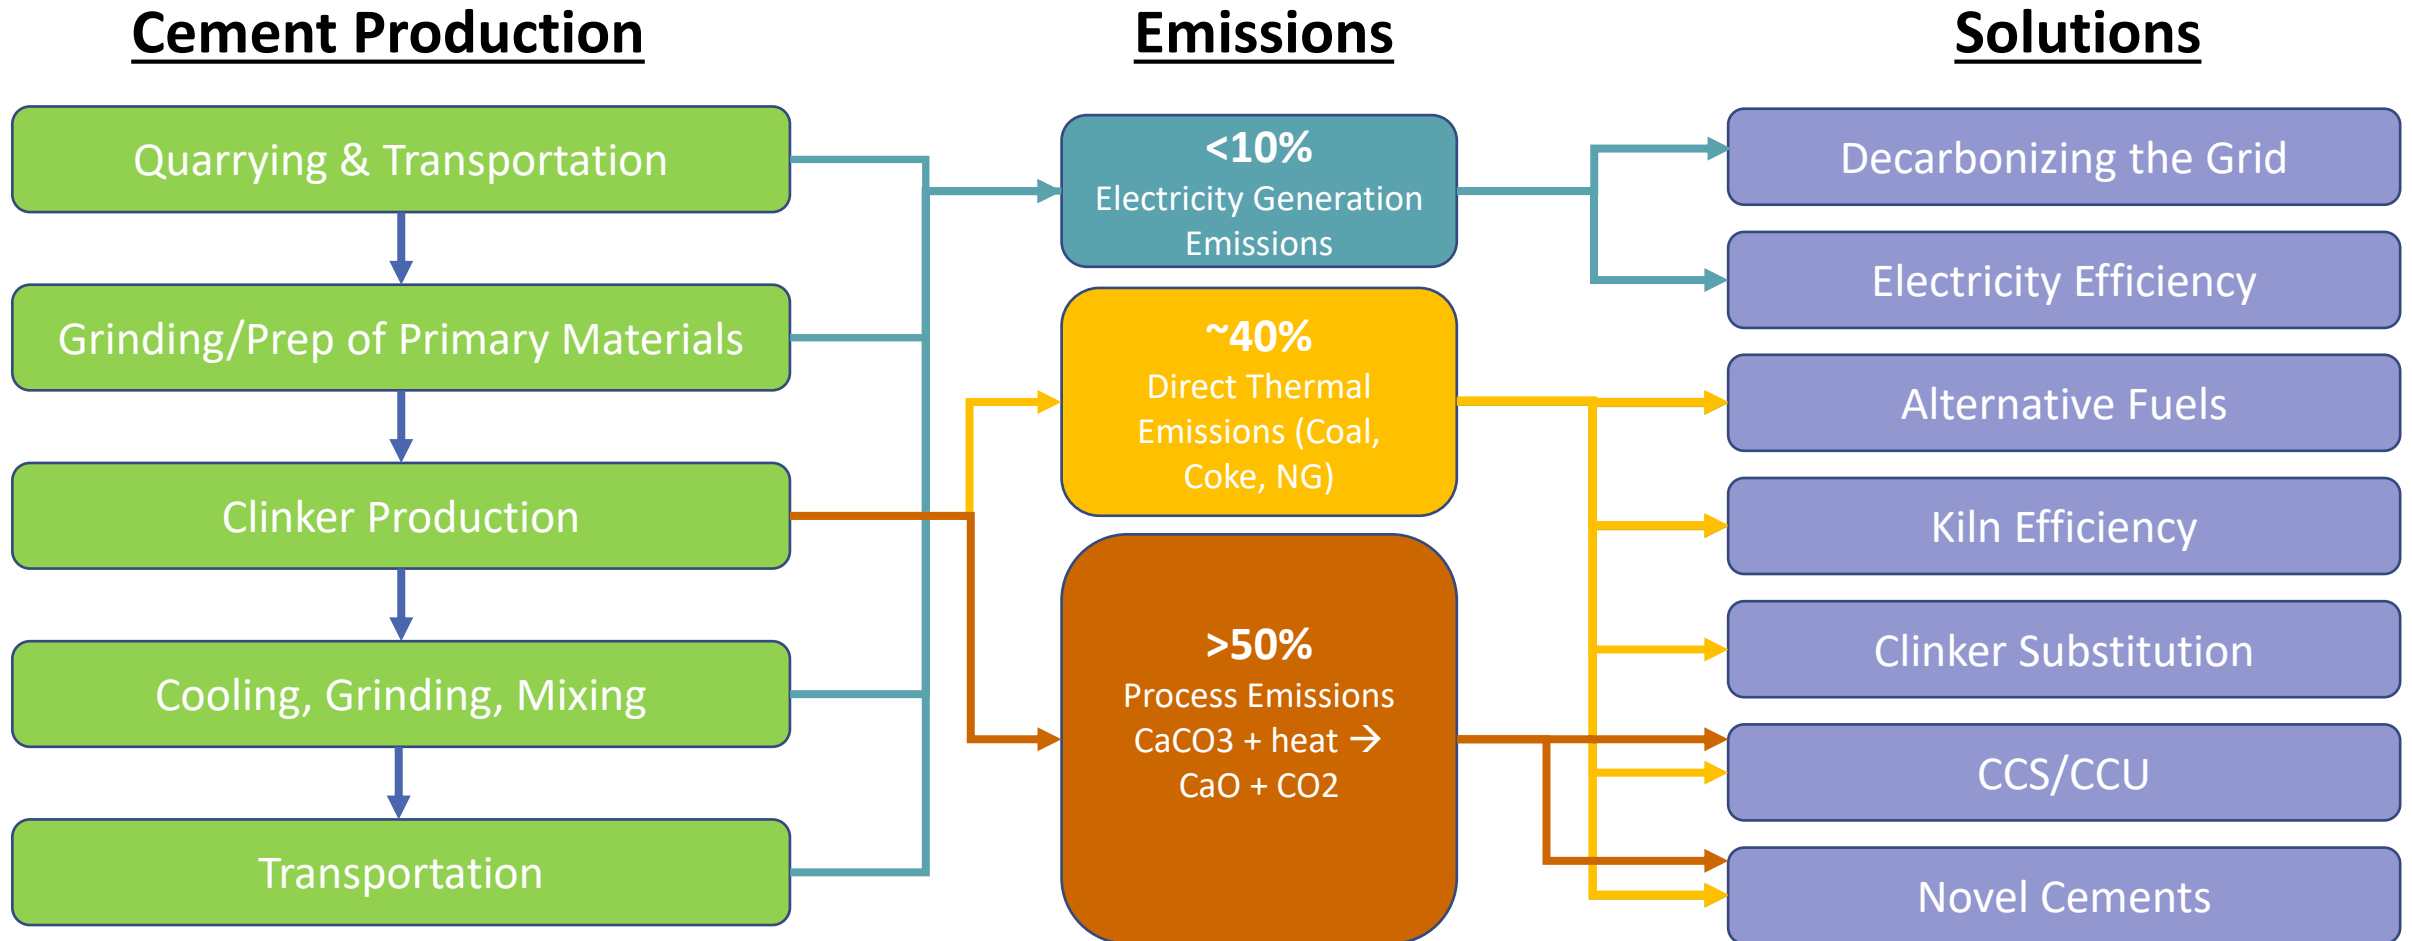 Cement Production
Quarrying & Transportation
Grinding/Prep of Primary Materials
Clinker Production
Cooling, Grinding, Mixing
Transportation
Emissions
<10%
Electricity Generation
Emissions
~40%
Direct Thermal
Emissions (Coal,
Coke, NG)
>50%
Process Emissions
CaCO3 + heat →
CaO + CO2
Solutions
Decarbonizing the Grid
Electricity Efficiency
Alternative Fuels
Kiln Efficiency
Clinker Substitution
CCS/CCU
Novel Cements